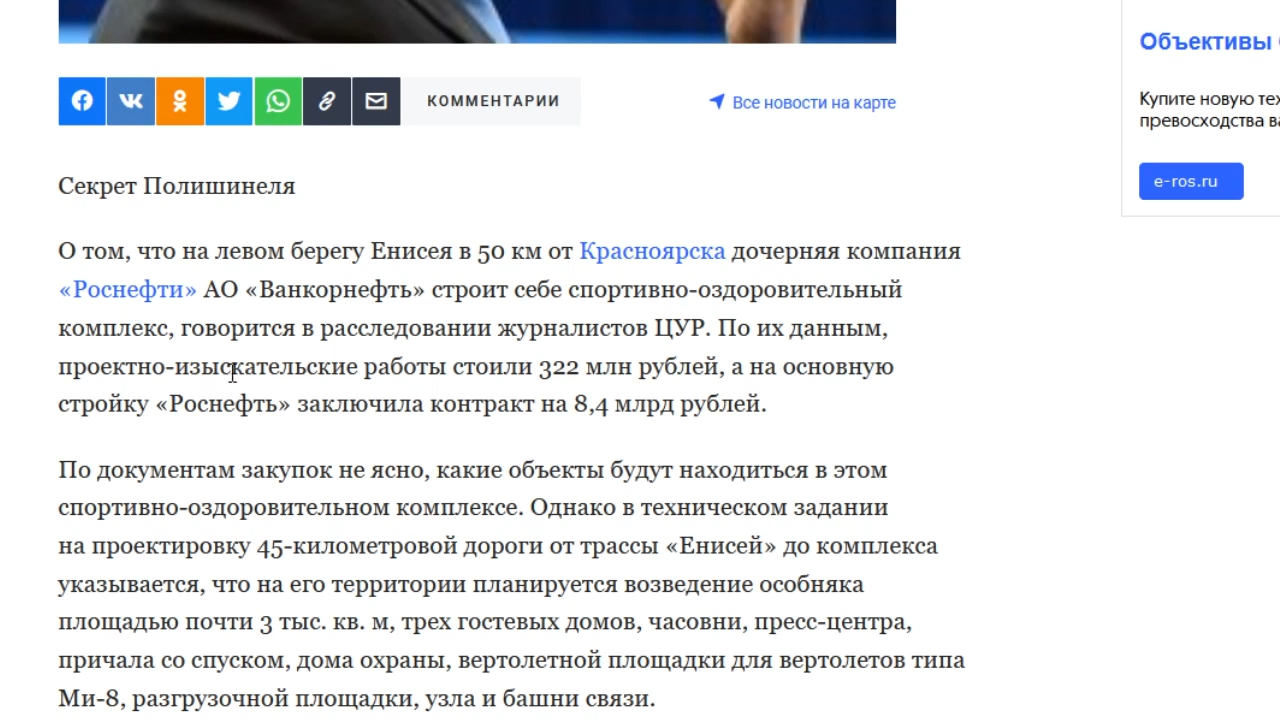 КОММЕНТАРИИ
Все новости на карте
Объективы
Купите новую
превосходства
e-ros.ru
Секрет Полишинеля
О том, что на левом берегу Енисея в 50 км от Красноярска дочерняя компания
«Роснефти» АО «Ванкорнефть» строит себе спортивно-оздоровительный
комплекс, говорится в расследовании журналистов ЦУР. По их данным,
проектно-изыскательские работы стоили 322 млн рублей, а на основную
стройку «Роснефть» заключила контракт на 8,4 млрд рублей.
По документам закупок не ясно, какие объекты будут находиться в этом
спортивно-оздоровительном комплексе. Однако в техническом задании
на проектировку 45-километровой дороги от трассы «Енисей» до комплекса
указывается, что на его территории планируется возведение особняка
площадью почти 3 тыс. кв. м, трех гостевых домов, часовни, пресс-центра,
причала со спуском, дома охраны, вертолетной площадки для вертолетов типа
Ми-8, разгрузочной площадки, узла и башни связи.